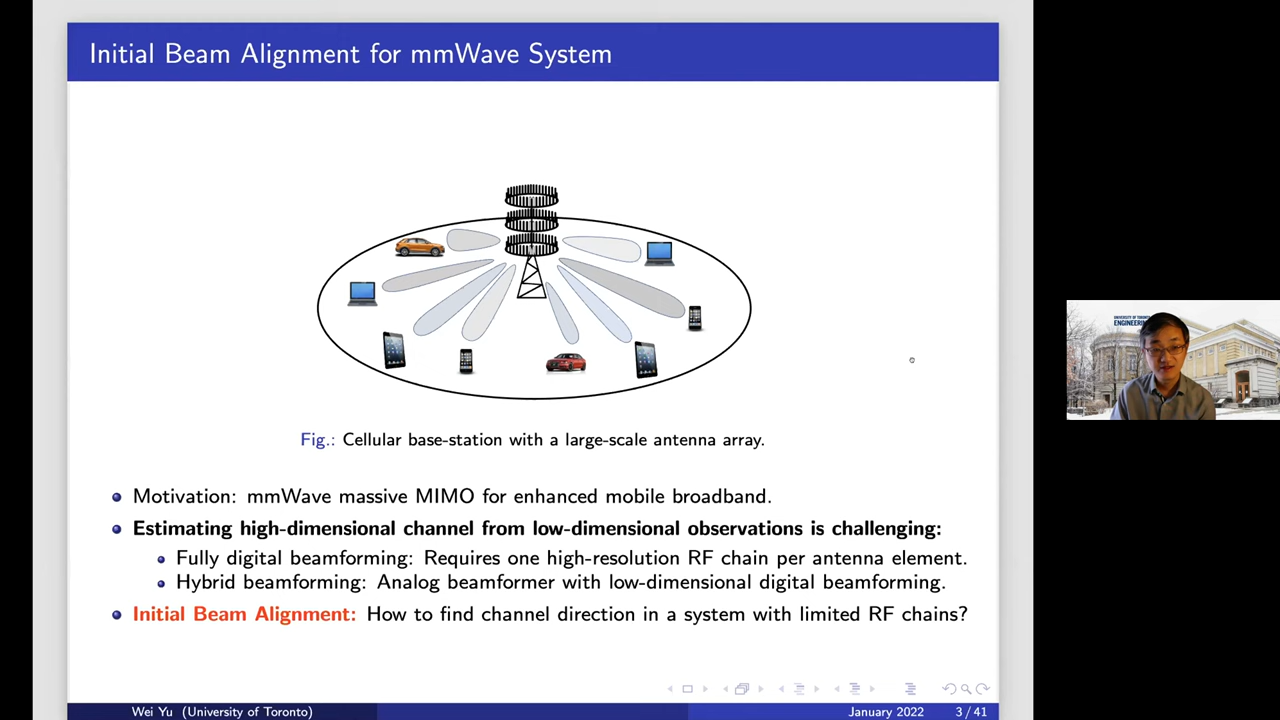 Initial Beam Alignment for mmWave System
Fig.: Cellular base-station with a large-scale antenna array.
Motivation: mmWave massive MIMO for enhanced mobile broadband.
Estimating high-dimensional channel from low-dimensional observations is challenging:
Fully digital beamforming: Requires one high-resolution RF chain per antenna element.
Hybrid beamforming: Analog beamformer with low-dimensional digital beamforming.
Initial Beam Alignment: How to find channel direction in a system with limited RF chains?
Wei Yu (University of Toronto)
January 2022
3 / 41
UNIVERSITY OF TORONTO
ENGINEERING